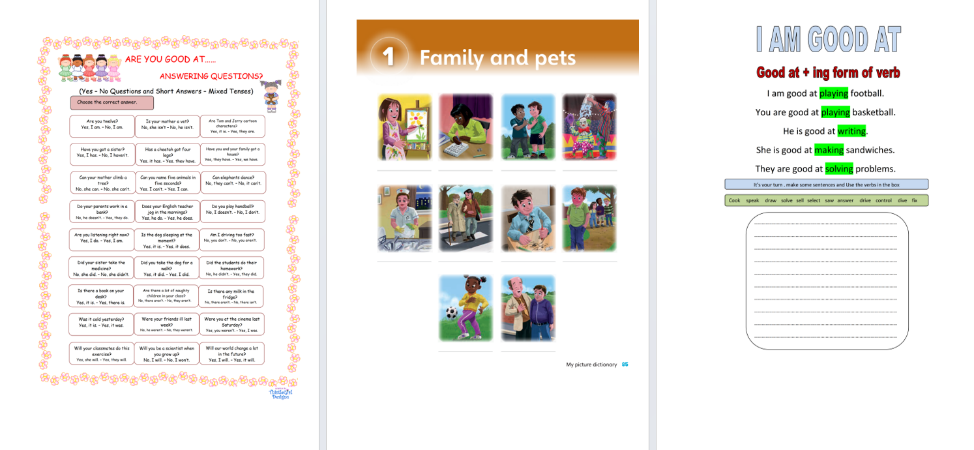 ARE YOU GOOD AT......
ANSWERING QUESTIONS?
(Yes – No Questions and Short Answers – Mixed Tenses)
Choose the correct answer.
Are you twelve?
Yes, I am. – No, I am.
Is your mother a vet?
No, she isn't. – No, he isn't.
Are Tom and Jerry cartoon
characters?
Yes, it is. – Yes, they are.
Have you got a sister?
Yes, I has. – No, I haven't.
Has a cheetah got four
legs?
Yes, it has. – Yes, they have.
Have you and your family got a
house?
Yes, they have. – Yes, we have.
Can your mother climb a
tree?
No, she can. – No, she can't.
Can you name five animals in
five seconds?
Yes, I can't. – Yes, I can.
Can elephants dance?
No, they can't. – No, it can't.
Do your parents work in a
bank?
No, he doesn't. – Yes, they do.
Does your English teacher
jog in the mornings?
Yes, he do. – Yes, he does.
Do you play handball?
No, I doesn't. – No, I don't.
Are you listening right now?
Yes, I do. – Yes, I am.
Is the dog sleeping at the
moment?
Yes, it is. – Yes, it does.
Am I driving too fast?
No, you don't. – No, you aren't.
Did your sister take the
medicine?
No, she did. – No, she didn't.
Did you take the dog for a
walk?
Yes, it did. – Yes, I did.
Did the students do their
homework?
No, he didn't. – Yes, they did.
Is there a book on your
desk?
Yes, it is. – Yes, there is.
Are there a lot of naughty
children in your class?
No, there aren't. – No, they aren't.
Is there any milk in the
fridge?
No, there aren't. – No, there isn't.
Was it cold yesterday?
Yes, it is. – Yes, it was.
Were your friends ill last
week?
No, he weren't. – No, they weren't.
Were you at the cinema last
Saturday?
Yes, you weren't. – Yes, I was.
Will your classmates do this
exercise?
Yes, she will. – Yes, they will.
Will you be a scientist when
you grow up?
No, I will. – No, I won't.
Will our world change a lot
in the future?
Yes, I will. – Yes, it will.
Designs
1 Family and pets
My picture dictionary 95
I AM GOOD AT
Good at + ing form of verb
I am good at playing football.
You are good at playing basketball.
He is good at writing.
She is good at making sandwiches.
They are good at solving problems.
It's your turn , make some sentences and Use the verbs in the box
Cook speak draw solve sell select save answer drive control dive fix